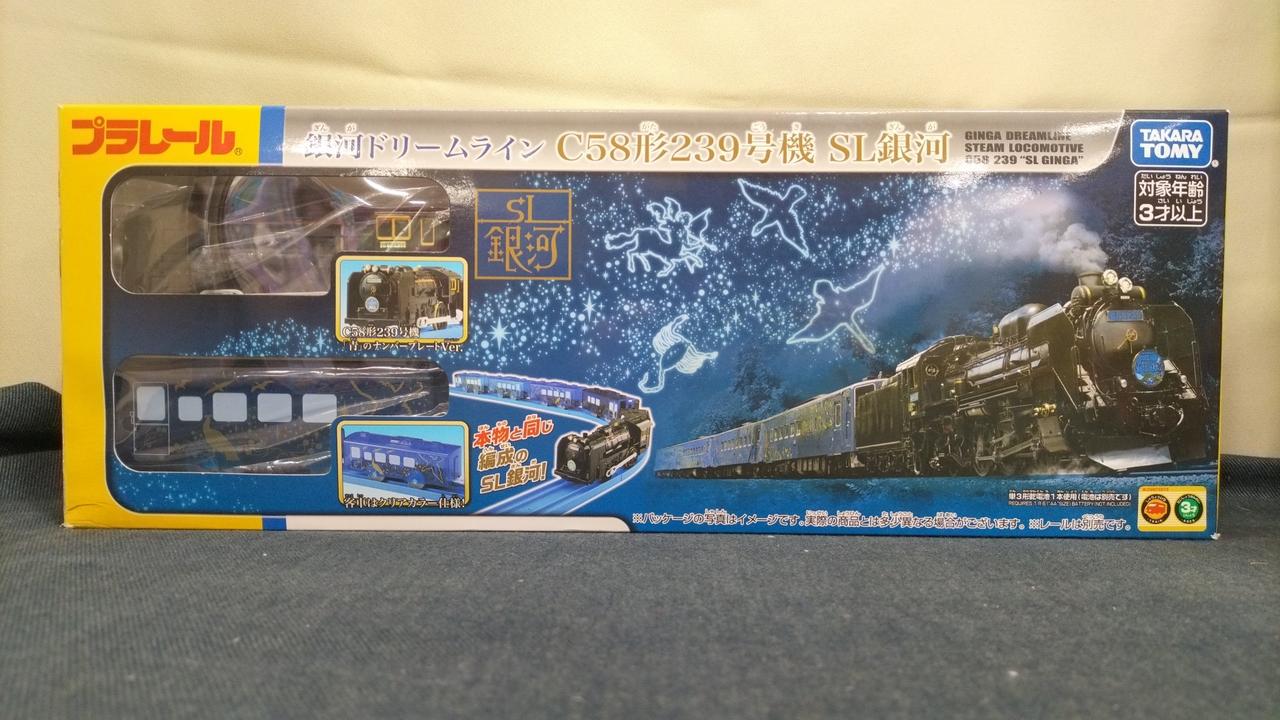 プラレール®
銀河ドリームライン C58形239号機 SL銀河
GINGA DREAMLINE
STEAM LOCOMOTIVE
C58 239 "SL GINGA"
TAKARA
TOMY
対象年齢
3才以上
SL
銀河
C58形239号機
「青」のナンバープレートVer.
本物と同じ
編成の
SL銀河!
客車はクリアカラー仕様!
単3形乾電池1本使用(電池は別売です)
REQUIRES 1 R 6 ("AA" SIZE) BATTERY (NOT INCLUDED)
※パッケージの写真はイメージです。実際の商品とは多少異なる場合がございます。 ※レールは別売です。